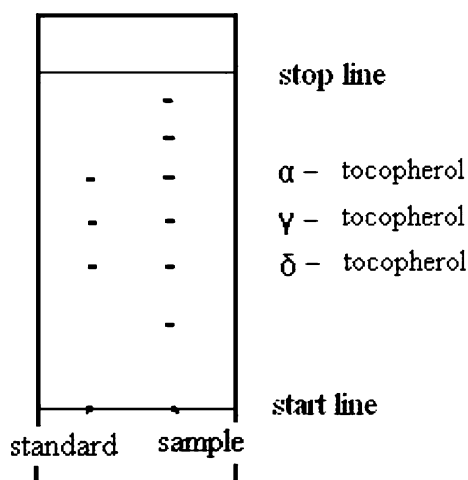 stop line
α – tocopherol
γ – tocopherol
δ – tocopherol
start line
standard sample